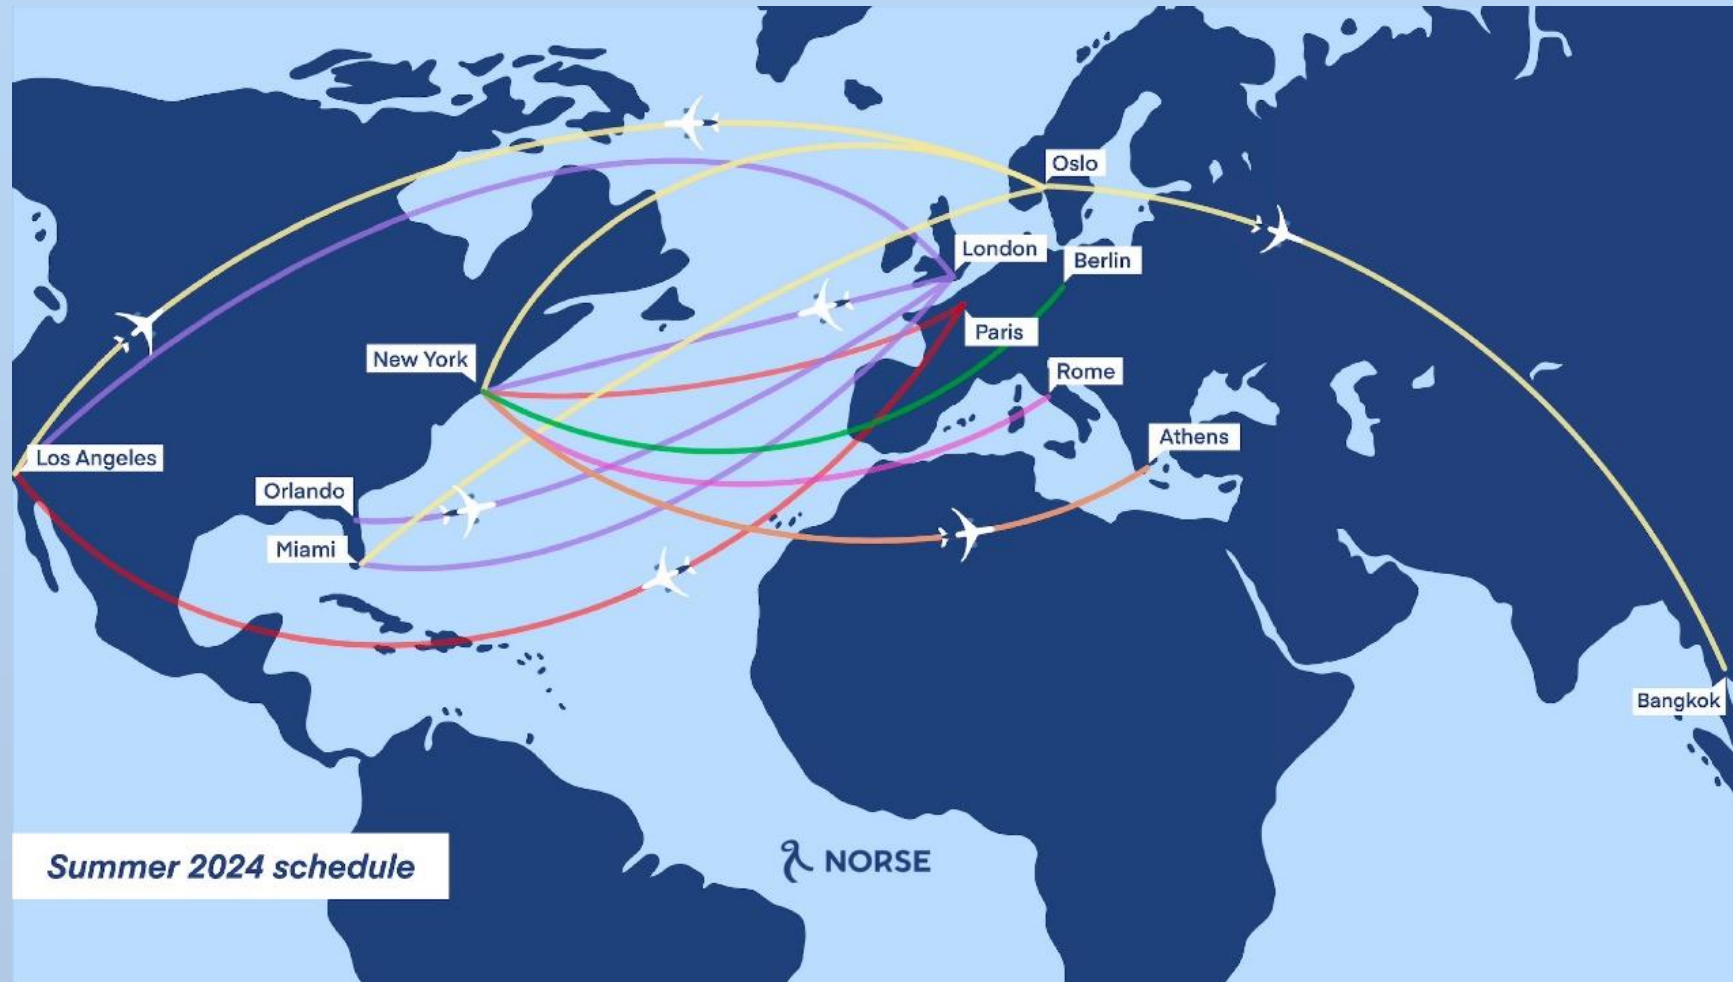 Oslo
London
Berlin
Paris
New York
Rome
Athens
Los Angeles
Orlando
Miami
Bangkok
Summer 2024 schedule
NORSE